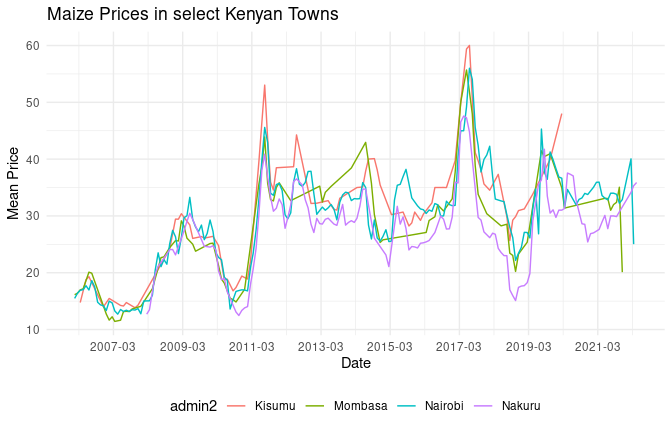 Maize Prices in select Kenyan Towns
60
50
40
30
20
10
Mean Price
2007-03 2009-03 2011-03 2013-03 2015-03 2017-03 2019-03 2021-03
Date
admin2 Kisumu Mombasa Nairobi Nakuru